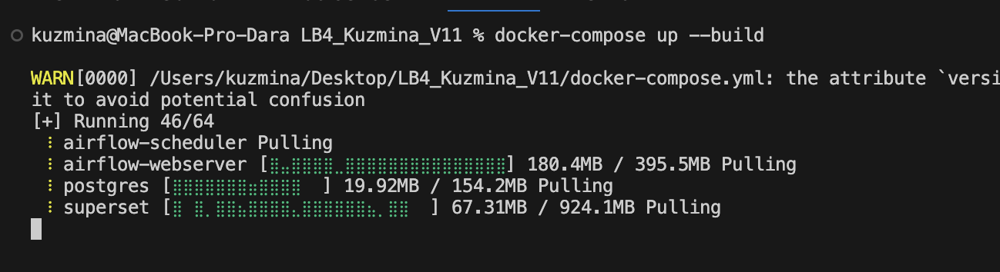 kuzmina@MacBook-Pro-Dara LB4_Kuzmina_V11 % docker-compose up --build
WARN[0000] /Users/kuzmina/Desktop/LB4_Kuzmina_V11/docker-compose.yml: the attribute `versi
it to avoid potential confusion
[+] Running 46/64
airflow-scheduler Pulling
airflow-webserver [⣿⣤⣿⣿⣿⣿⣀⣿⣿⣿⣿⣿⣿⣿⣿⣿⣿⣿⣿⣿⣿⣿] 180.4MB / 395.5MB Pulling
postgres [⣿⣿⣿⣿⣿⣿⣿⣶⣿⣿⣿⣿  ] 19.92MB / 154.2MB Pulling
superset [⣿ ⣿⡀⣿⣿⣦⣿⣿⣿⣿⣄⣿⣿⣿⣿⣿⣿⣦⡀⣿⣿  ] 67.31MB / 924.1MB Pulling